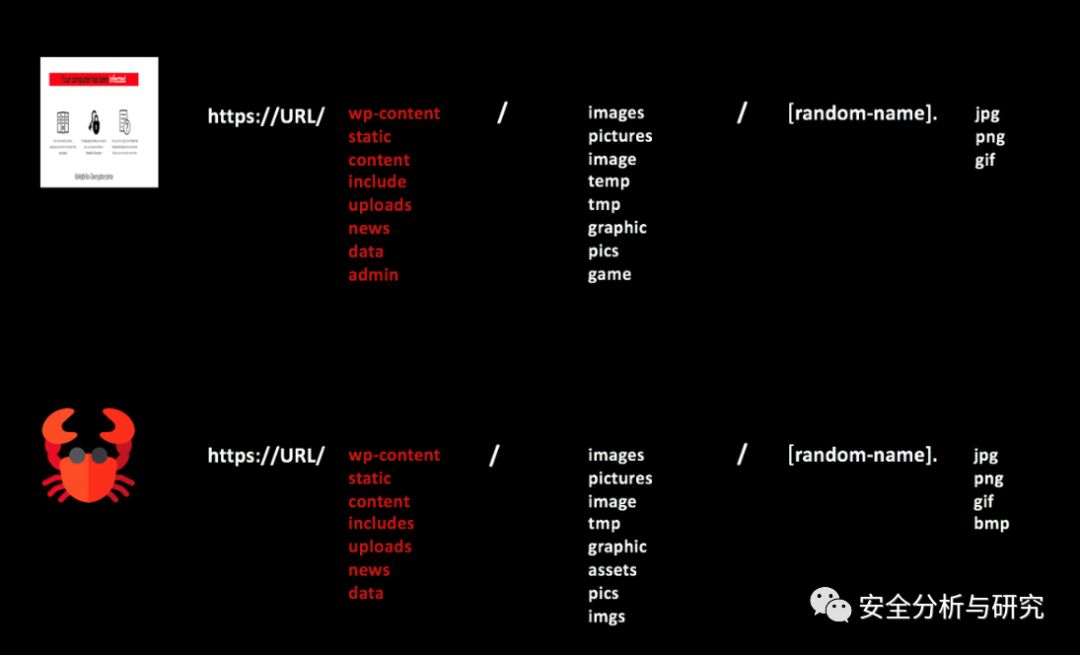 Your computer has been infected
https://URL/ wp-content / images / [random-name]. jpg
static pictures png
content image gif
include temp
uploads tmp
news graphic
data pics
admin game
https://URL/ wp-content / images / [random-name]. jpg
static pictures png
content image gif
includes tmp bmp
uploads graphic
news assets
data pics
imgs
安全分析与研究